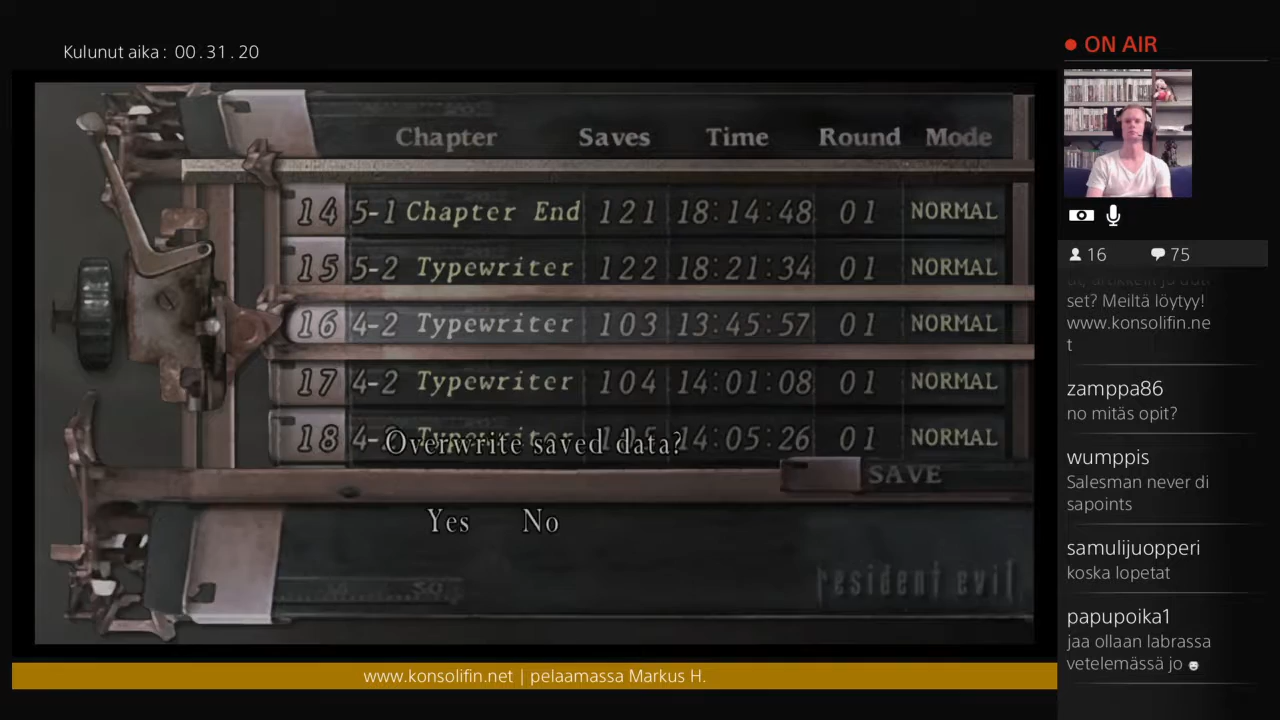 Kulunut aika : 00.31.20
ON AIR
Chapter Saves Time Round Mode
14 5-1 Chapter End 121 18:14:48 01 NORMAL
15 5-2 Typewriter 122 18:21:34 01 NORMAL
16 4-2 Typewriter 103 13:45:57 01 NORMAL
17 4-2 Typewriter 104 14:01:08 01 NORMAL
18 14:05:26 01 NORMAL
Overwrite saved data?
SAVE
Yes No
resident evil
www.konsolifin.net | pelaamassa Markus H.
16 75
set? Meiltä löytyy!
www.konsolifin.ne
t
zamppa86
no mitäs opit?
wumppis
Salesman never di
sapoints
samulijuopperi
koska lopetat
papupoika1
jaa ollaan labrassa
vetelemässä jo